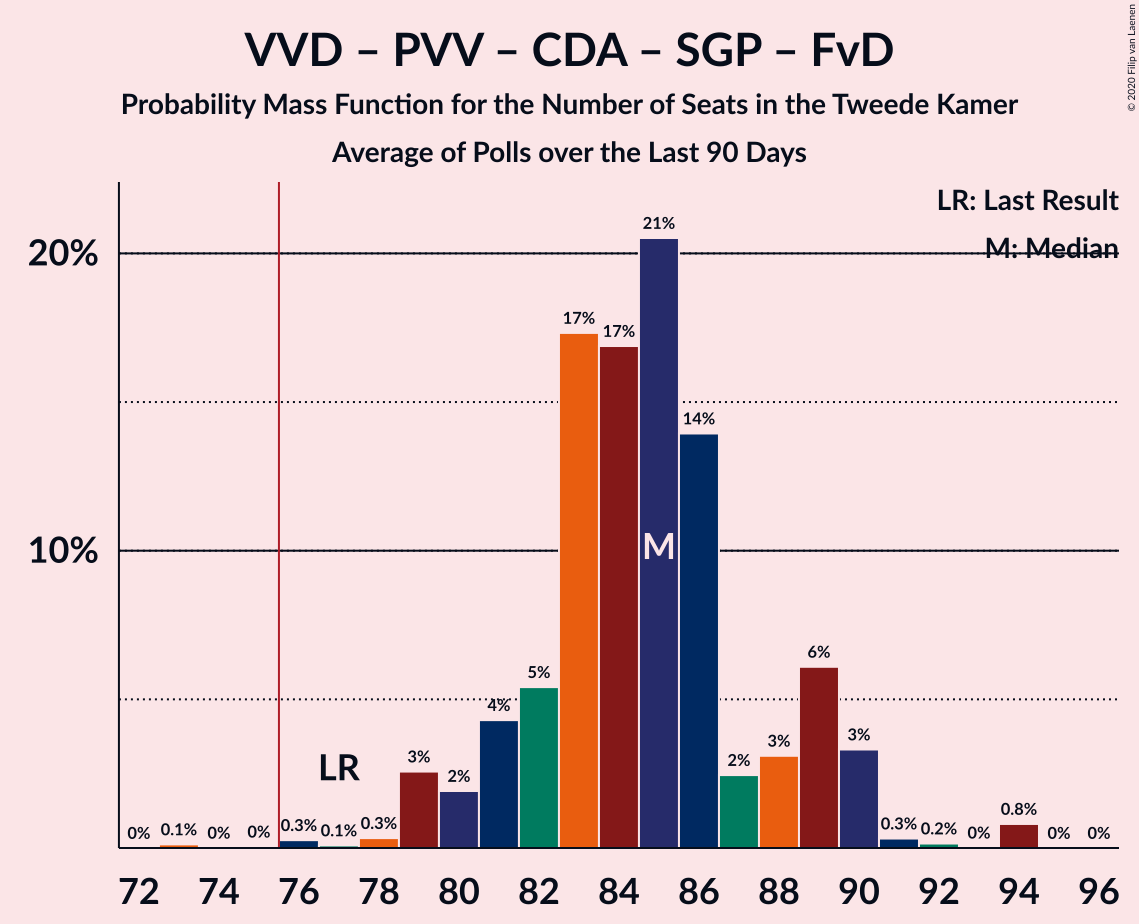 VVD – PVV – CDA – SGP – FvD
Probability Mass Function for the Number of Seats in the Tweede Kamer
Average of Polls over the Last 90 Days
© 2020 Filip van Laenen
LR: Last Result
M: Median
20%
10%
0% 0.1% 0% 0% 0.3% 0.1% 0.3% 3% 2% 4% 5% 17% 17% 21% 14% 2% 3% 6% 3% 0.3% 0.2% 0% 0.8% 0% 0%
LR
M
72 74 76 78 80 82 84 86 88 90 92 94 96